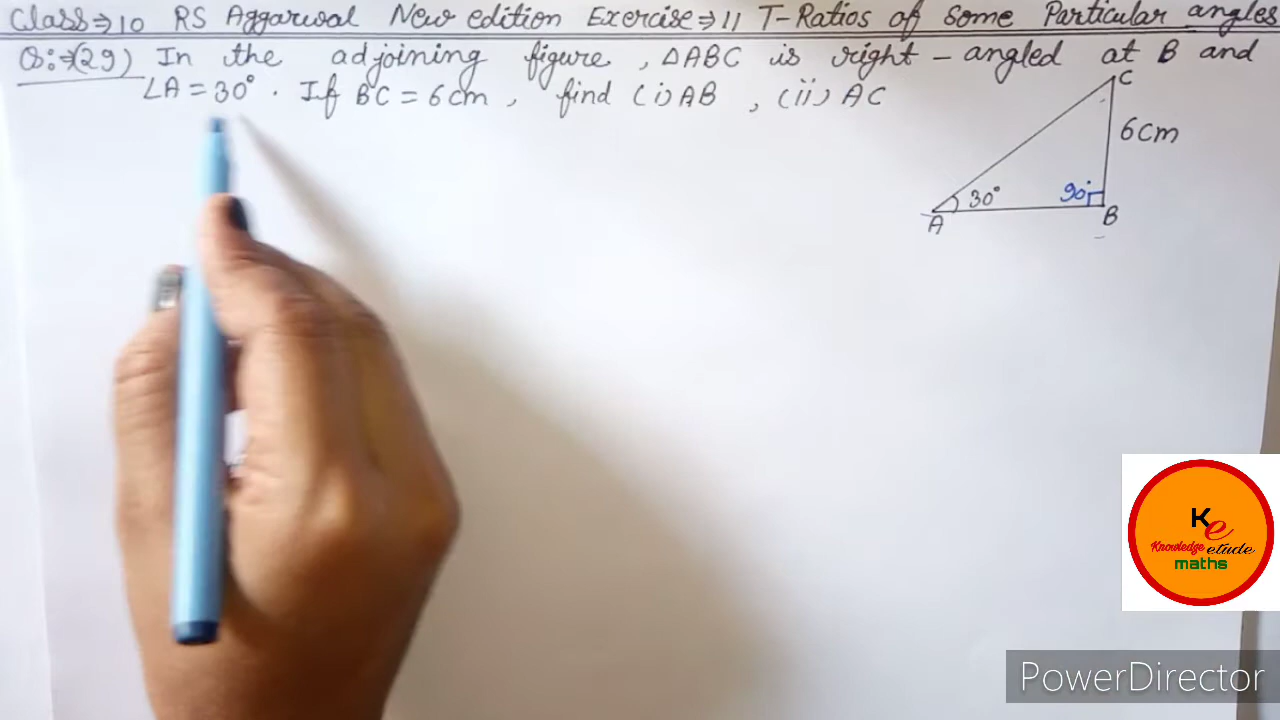 Class⇒10 RS Aggarwal New edition Exercise⇒11 T-Ratios of Some Particular angles
Q:⇒(29) In the adjoining figure, △ABC is right-angled at B and
∠A = 30°. If BC = 6cm, find (i) AB, (ii) AC
C
6cm
30°
90°
A
B
Ke
Knowledge etude
maths
PowerDirector